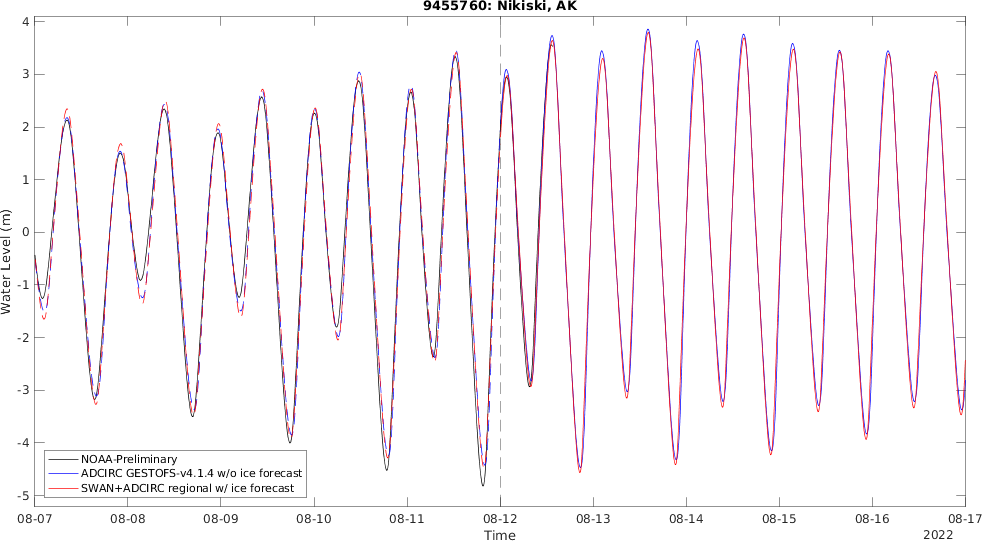 9455760: Nikiski, AK
4
3
2
1
0
-1
-2
-3
-4
-5
Water Level (m)
NOAA-Preliminary
ADCIRC GESTOFS-v4.1.4 w/o ice forecast
SWAN+ADCIRC regional w/ ice forecast
08-07 08-08 08-09 08-10 08-11 08-12 08-13 08-14 08-15 08-16 08-17
Time
2022